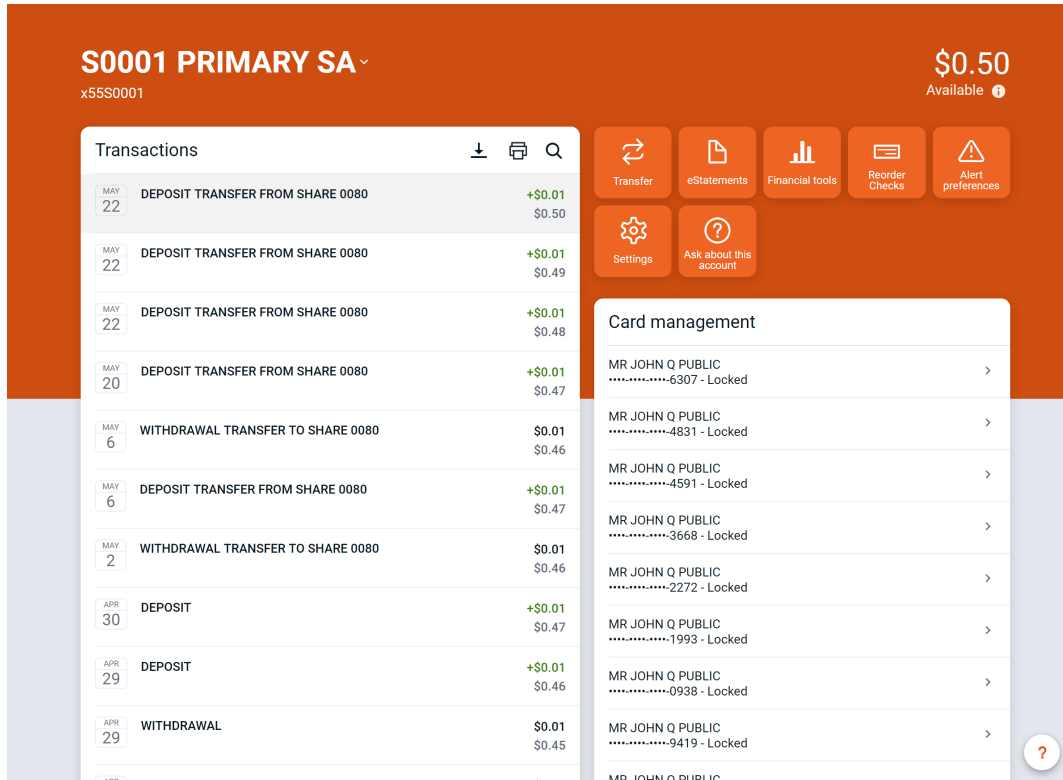 S0001 PRIMARY SA
x55S0001
$0.50
Available
Transactions
MAY
22
DEPOSIT TRANSFER FROM SHARE 0080
+$0.01
$0.50
MAY
22
DEPOSIT TRANSFER FROM SHARE 0080
+$0.01
$0.49
MAY
22
DEPOSIT TRANSFER FROM SHARE 0080
+$0.01
$0.48
MAY
20
DEPOSIT TRANSFER FROM SHARE 0080
+$0.01
$0.47
MAY
6
WITHDRAWAL TRANSFER TO SHARE 0080
$0.01
$0.46
MAY
6
DEPOSIT TRANSFER FROM SHARE 0080
+$0.01
$0.47
MAY
2
WITHDRAWAL TRANSFER TO SHARE 0080
$0.01
$0.46
APR
30
DEPOSIT
+$0.01
$0.47
APR
29
DEPOSIT
+$0.01
$0.46
APR
29
WITHDRAWAL
$0.01
$0.45
Transfer
eStatements
Financial tools
Reorder
Checks
Alert
preferences
Settings
Ask about this
account
Card management
MR JOHN Q PUBLIC
••••-••••-••••-6307 - Locked
MR JOHN Q PUBLIC
••••-••••-••••-4831 - Locked
MR JOHN Q PUBLIC
••••-••••-••••-4591 - Locked
MR JOHN Q PUBLIC
••••-••••-••••-3668 - Locked
MR JOHN Q PUBLIC
••••-••••-••••-2272 - Locked
MR JOHN Q PUBLIC
••••-••••-••••-1993 - Locked
MR JOHN Q PUBLIC
••••-••••-••••-0938 - Locked
MR JOHN Q PUBLIC
••••-••••-••••-9419 - Locked
MR JOHN Q PUBLIC
?